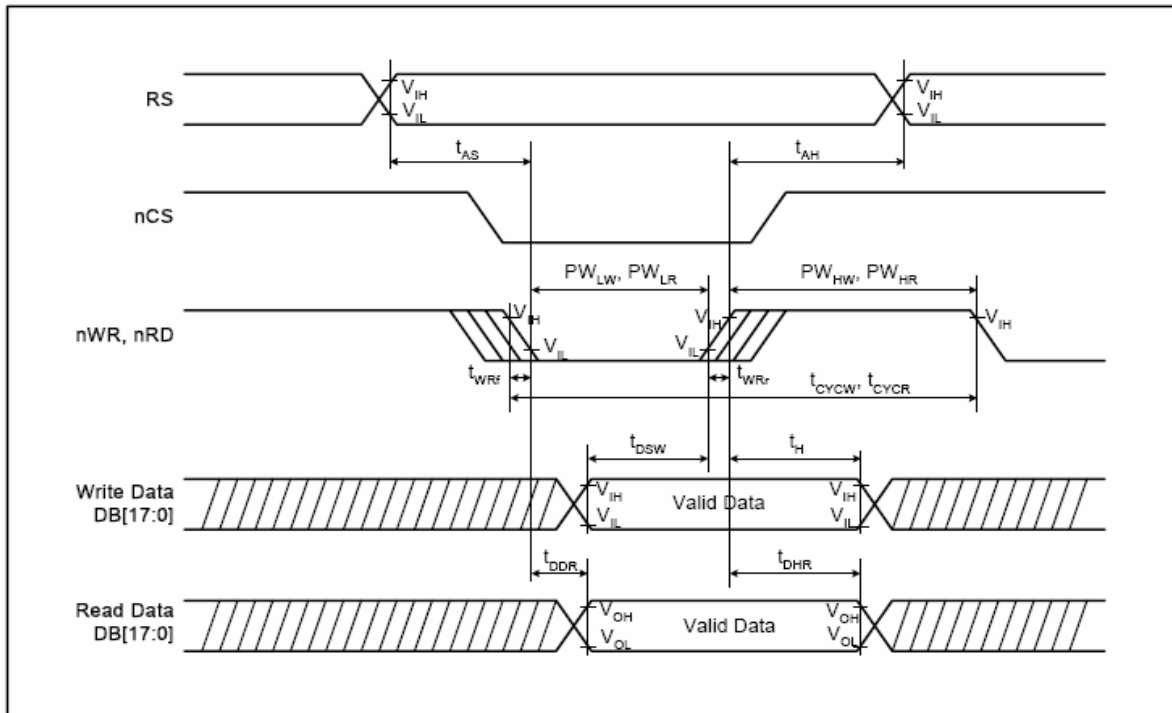 RS
V_IH
V_IL
V_IH
V_IL
t_AS
t_AH
nCS
PW_LW, PW_LR
PW_HW, PW_HR
nWR, nRD
V_IH
V_IL
V_IH
V_IL
V_IH
t_WRf
t_WRr
t_CYCW, t_CYCR
t_DSW
t_H
Write Data
DB[17:0]
V_IH
V_IL
Valid Data
V_IH
V_IL
t_DDR
t_DHR
Read Data
DB[17:0]
V_OH
V_OL
Valid Data
V_OH
V_OL